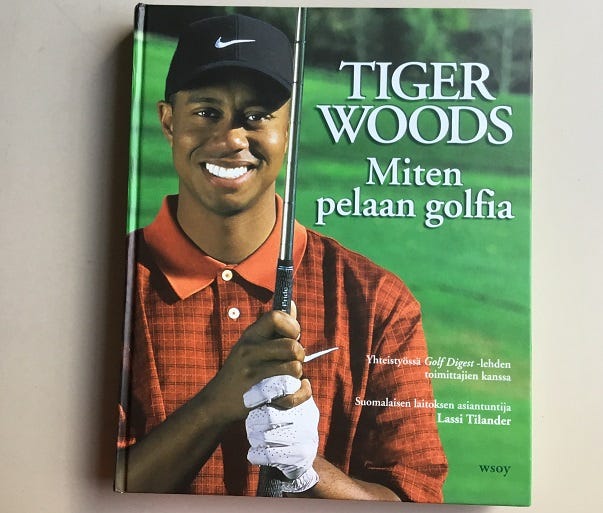 TIGER
WOODS
Miten
pelaan golfia
Yhteistyössä Golf Digest -lehden
toimittajien kanssa
Suomalaisen laitoksen asiantuntija
Lassi Tilander
wsoy